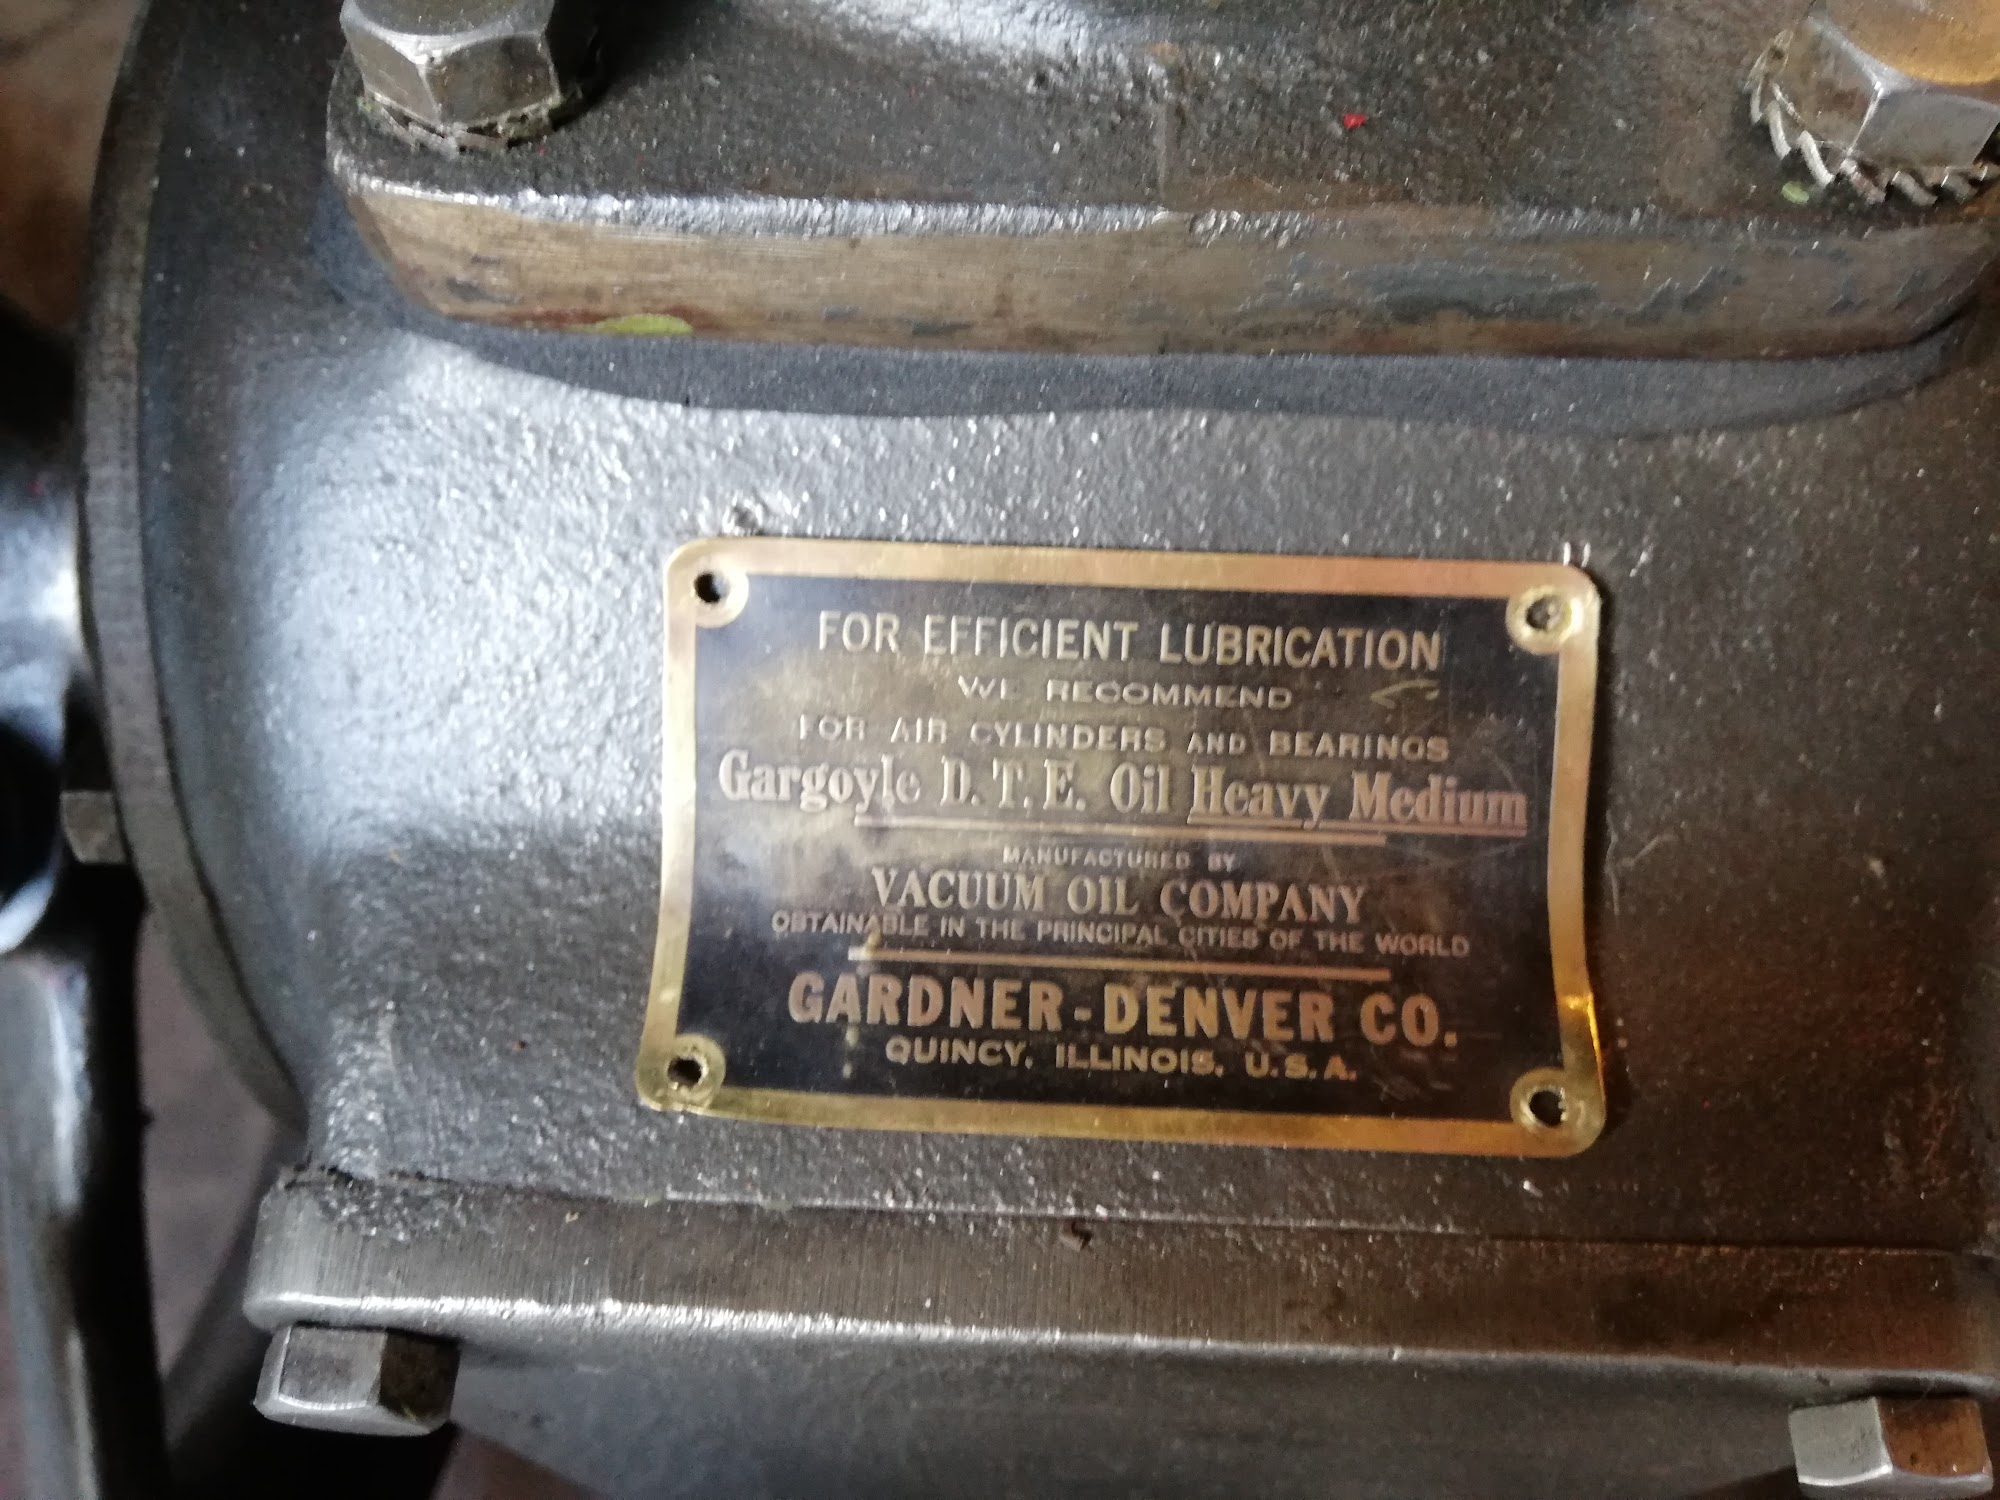 FOR EFFICIENT LUBRICATION
WE RECOMMEND
FOR AIR CYLINDERS AND BEARINGS
Gargoyle D.T.E. Oil Heavy Medium
MANUFACTURED BY
VACUUM OIL COMPANY
OBTAINABLE IN THE PRINCIPAL CITIES OF THE WORLD
GARDNER-DENVER CO.
QUINCY, ILLINOIS, U.S.A.